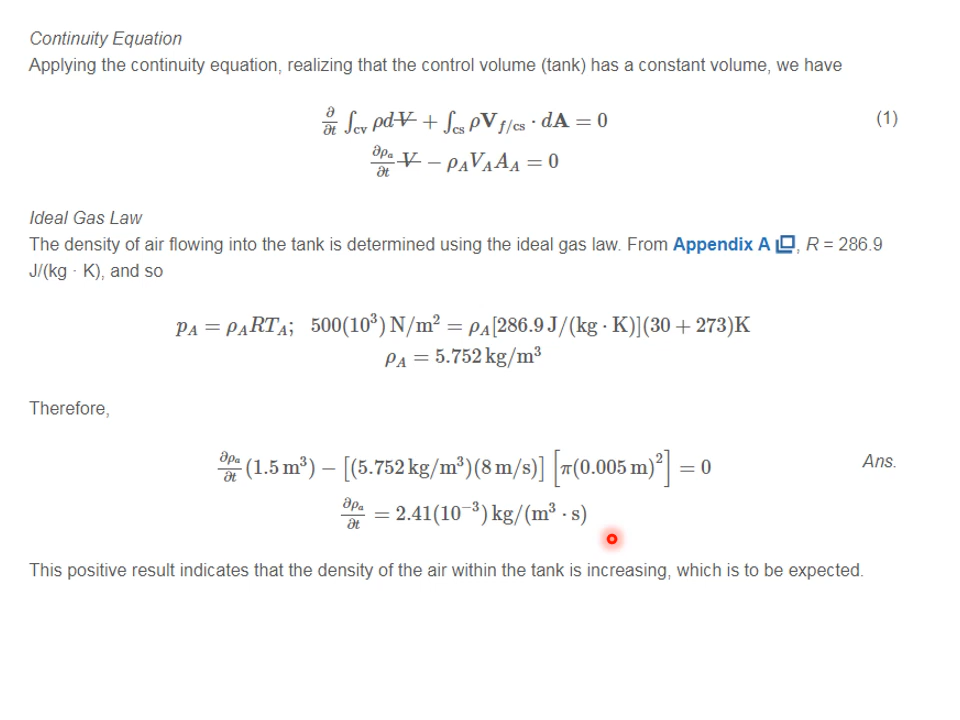 Continuity Equation
Applying the continuity equation, realizing that the control volume (tank) has a constant volume, we have
∂/∂t ∫cv ρdV + ∫cs ρV_f/cs · dA = 0 (1)
∂ρa/∂t V − ρA VA AA = 0
Ideal Gas Law
The density of air flowing into the tank is determined using the ideal gas law. From Appendix A, R = 286.9
J/(kg · K), and so
pA = ρARTA; 500(10³) N/m² = ρA[286.9 J/(kg · K)](30 + 273)K
ρA = 5.752 kg/m³
Therefore,
∂ρa/∂t (1.5 m³) − [(5.752 kg/m³)(8 m/s)] [π(0.005 m)²] = 0 Ans.
∂ρa/∂t = 2.41(10⁻³) kg/(m³ · s)
This positive result indicates that the density of the air within the tank is increasing, which is to be expected.